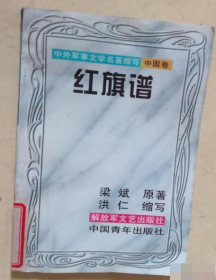 中外军事文学名著缩写 中国卷
红旗谱
梁斌 原著
洪仁 缩写
解放军文艺出版社
中国青年出版社